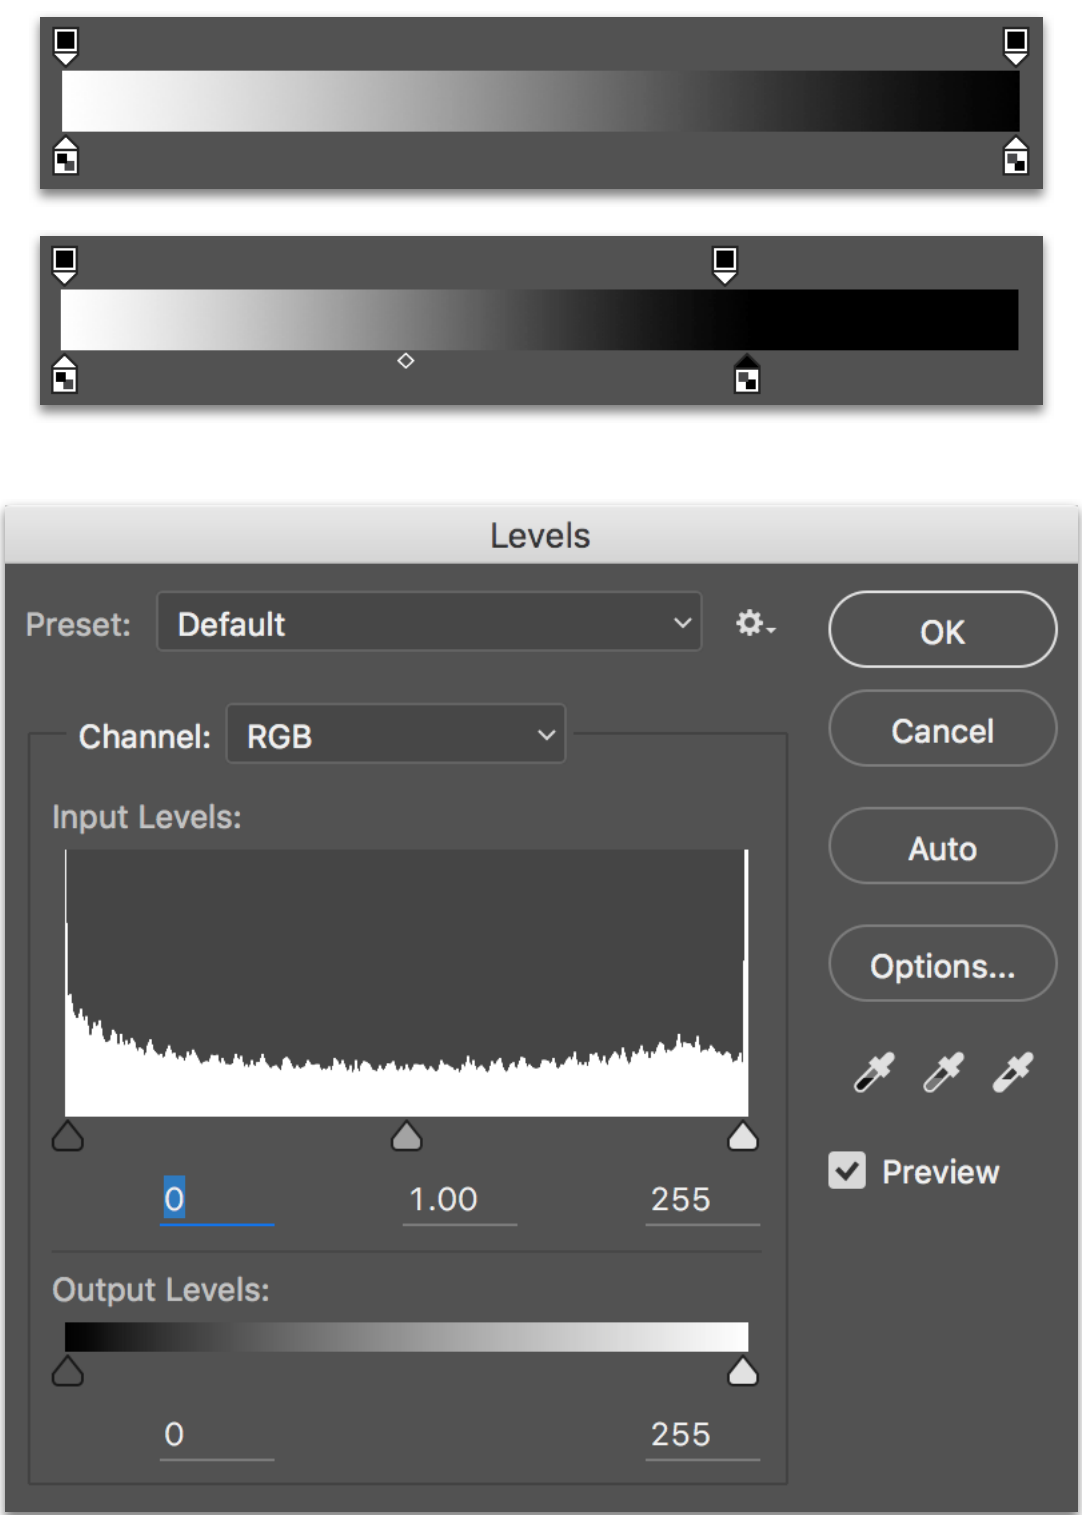 Levels
Preset: Default
OK
Channel: RGB
Cancel
Input Levels:
Auto
Options...
Preview
0 1.00 255
Output Levels:
0 255